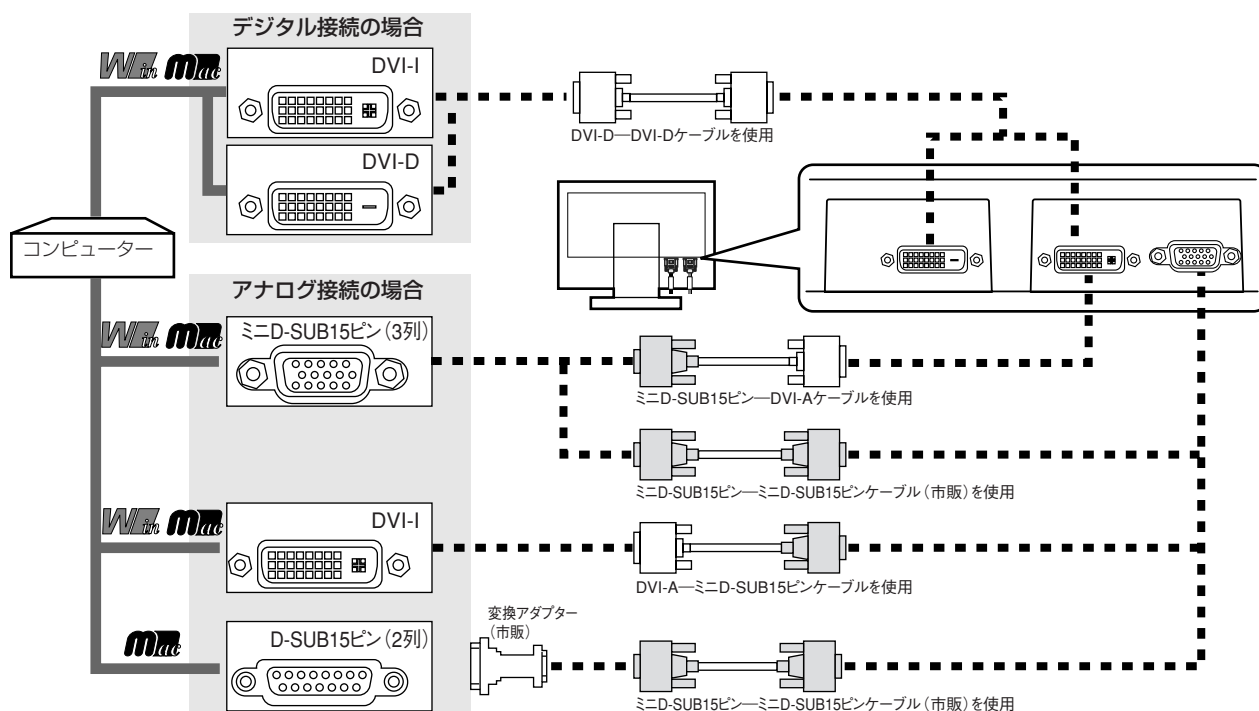 デジタル接続の場合
Win Mac
DVI-I
DVI-D
DVI-D―DVI-Dケーブルを使用
コンピューター
アナログ接続の場合
Win Mac
ミニD-SUB15ピン（3列）
ミニD-SUB15ピン―DVI-Aケーブルを使用
ミニD-SUB15ピン―ミニD-SUB15ピンケーブル（市販）を使用
Win Mac
DVI-I
DVI-A―ミニD-SUB15ピンケーブルを使用
Mac
D-SUB15ピン（2列）
変換アダプター
（市販）
ミニD-SUB15ピン―ミニD-SUB15ピンケーブル（市販）を使用